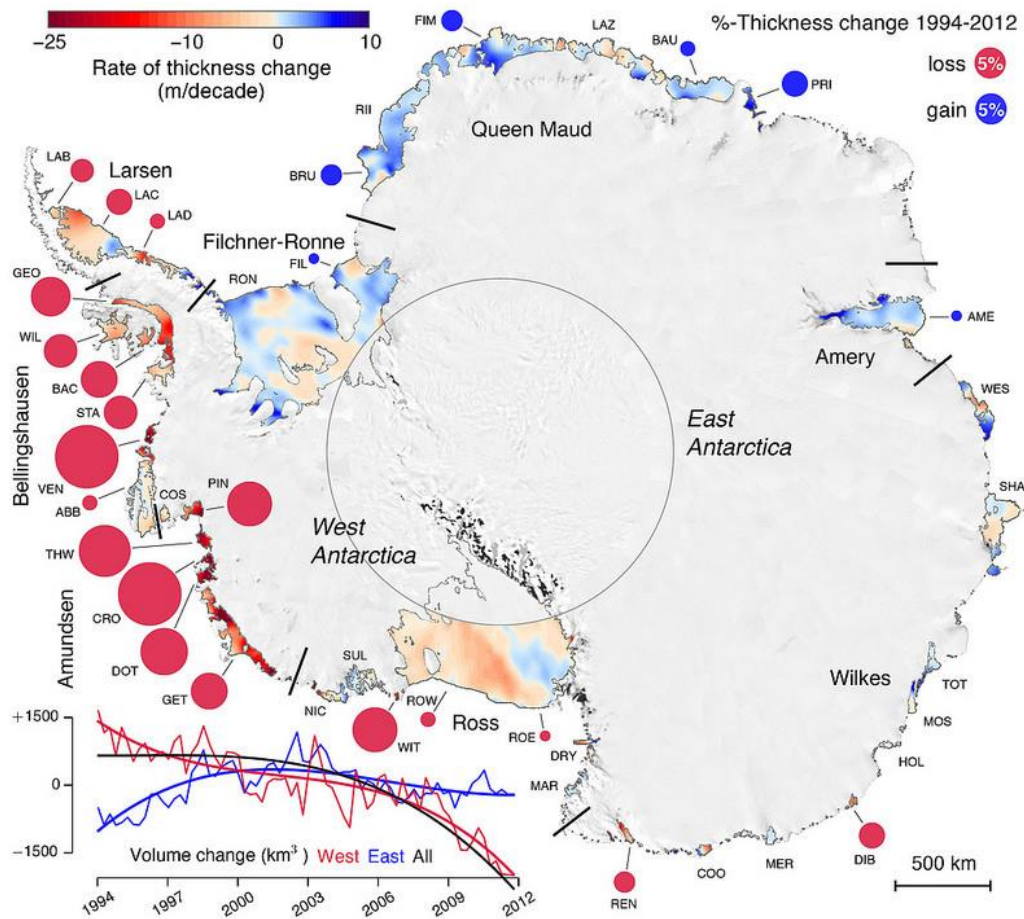 −25
−10
0
10
Rate of thickness change
(m/decade)
%-Thickness change 1994-2012
loss 5%
gain 5%
FIM
LAZ
BAU
PRI
RII
Queen Maud
BRU
LAB
Larsen
LAC
LAD
Filchner-Ronne
FIL
RON
GEO
WIL
BAC
STA
Bellingshausen
VEN
ABB
COS
PIN
THW
CRO
DOT
GET
Amundsen
West
Antarctica
East
Antarctica
AME
Amery
WES
SHA
Wilkes
TOT
MOS
HOL
DIB
MER
COO
REN
MAR
DRY
ROE
Ross
ROW
WIT
SUL
NIC
+1500
0
−1500
Volume change (km³) West East All
1994
1997
2000
2003
2006
2009
2012
500 km